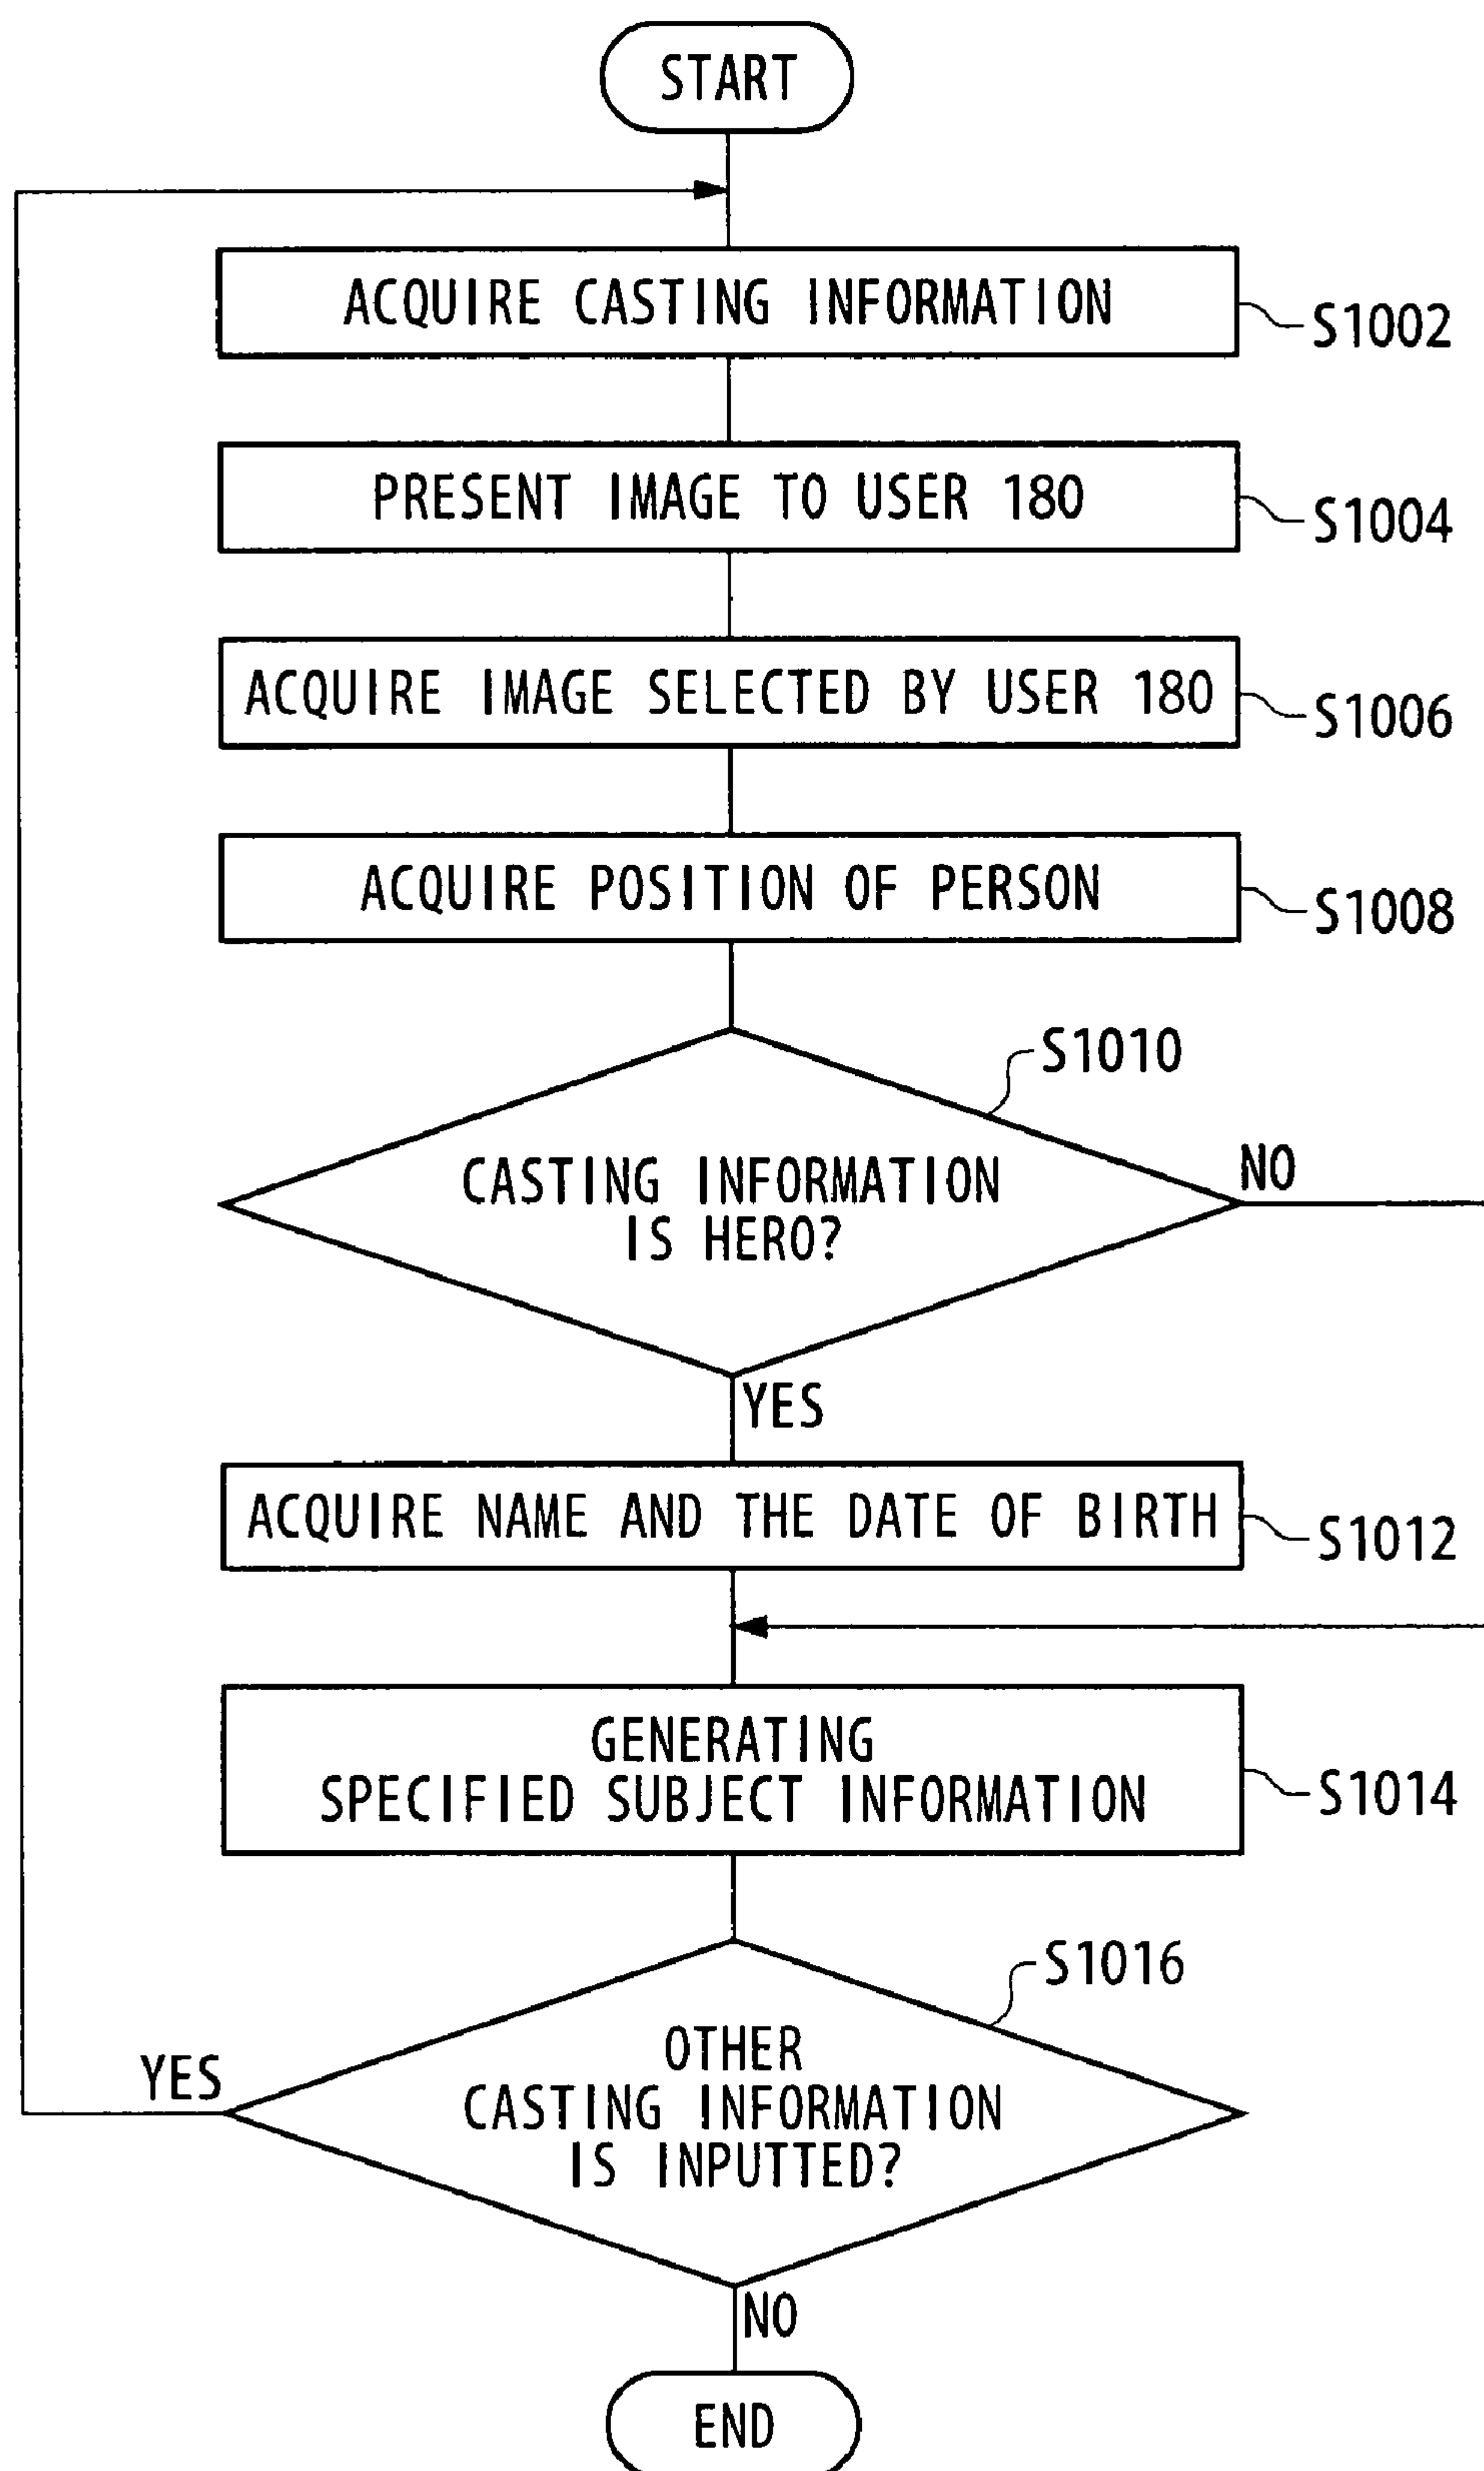 START
ACQUIRE CASTING INFORMATION
S1002
PRESENT IMAGE TO USER 180
S1004
ACQUIRE IMAGE SELECTED BY USER 180
S1006
ACQUIRE POSITION OF PERSON
S1008
S1010
CASTING INFORMATION
IS HERO?
NO
YES
ACQUIRE NAME AND THE DATE OF BIRTH
S1012
GENERATING
SPECIFIED SUBJECT INFORMATION
S1014
S1016
OTHER
CASTING INFORMATION
IS INPUTTED?
YES
NO
END